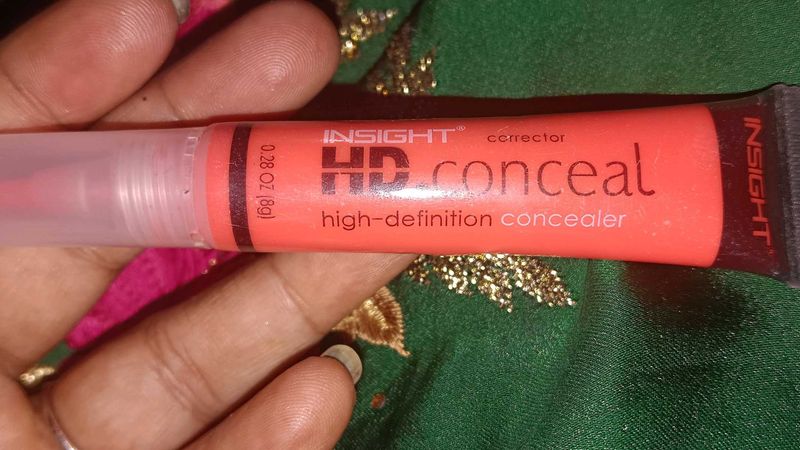 INSIGHT® corrector
HD conceal
high-definition concealer
0.28 OZ (8g)
INSIGHT